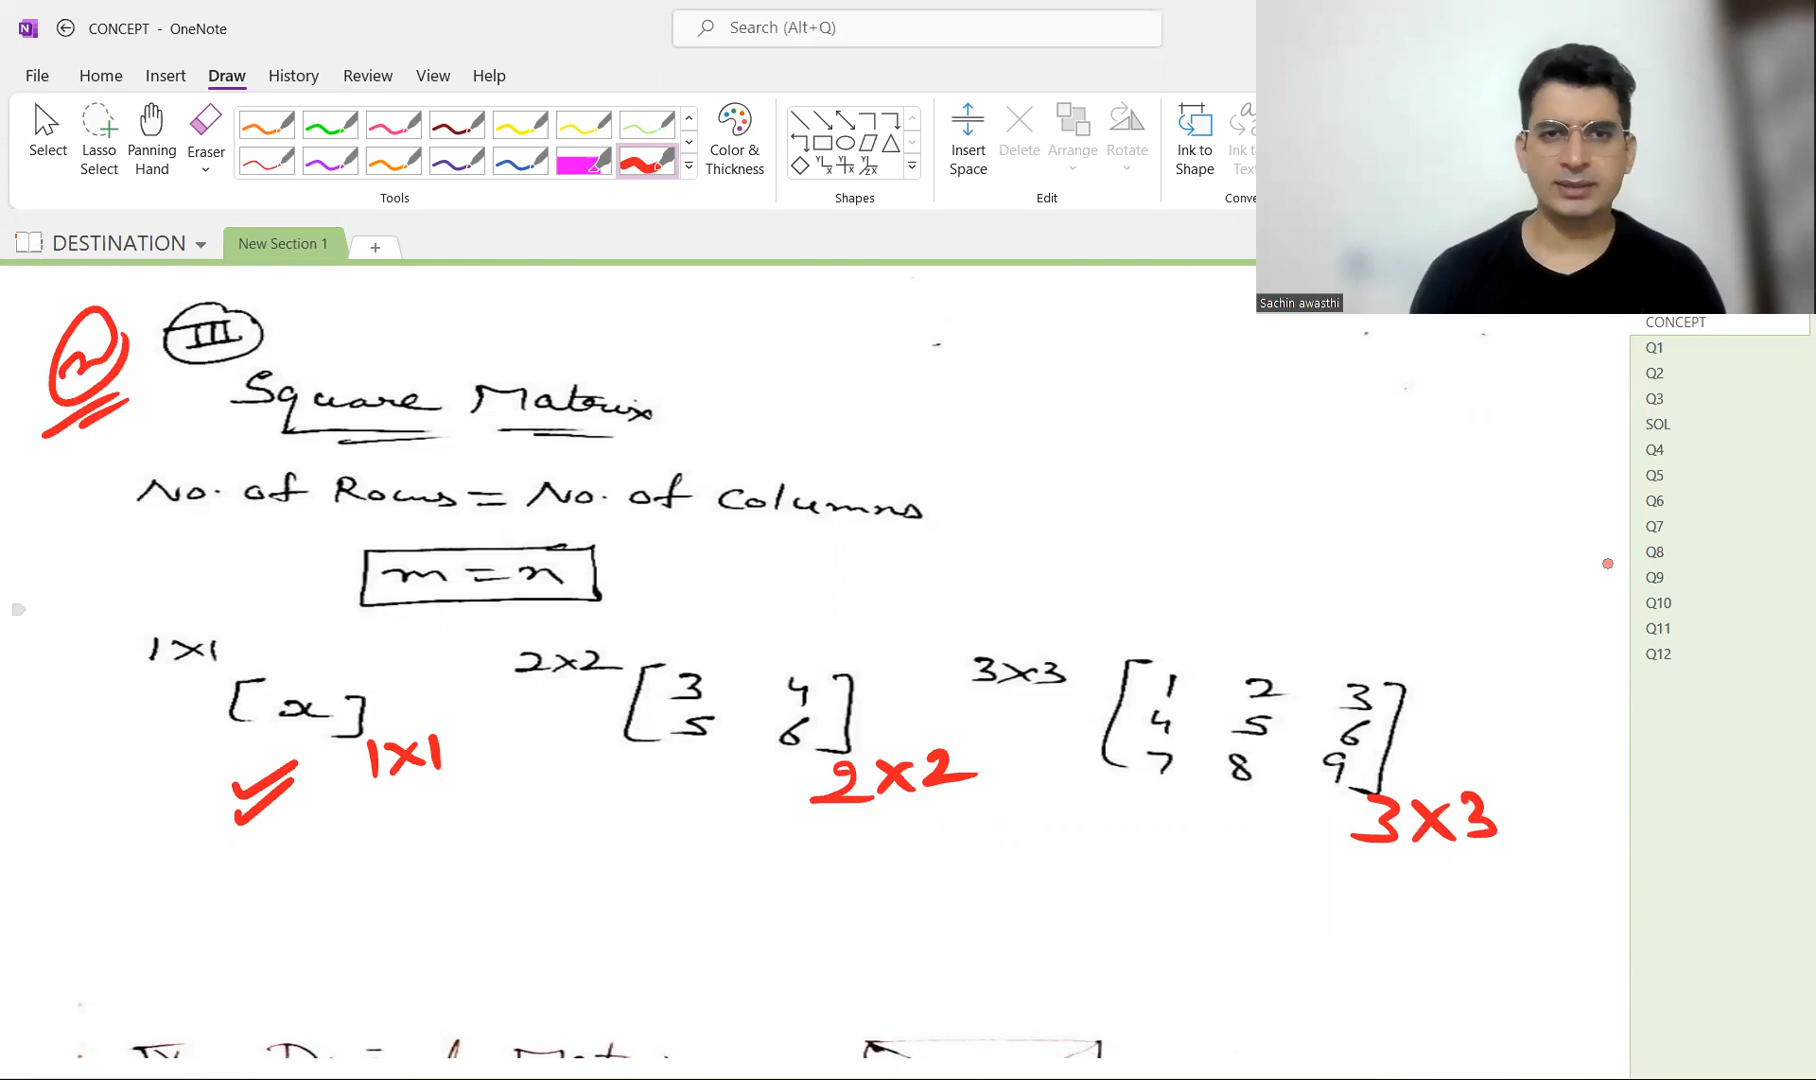 CONCEPT - OneNote
Search (Alt+Q)
File Home Insert Draw History Review View Help
Select
Lasso Select
Panning Hand
Eraser
Color & Thickness
Insert Space
Delete
Arrange
Rotate
Ink to Shape
Ink to Text
Tools
Shapes
Edit
Conve
DESTINATION
New Section 1
+
Sachin awasthi
CONCEPT
Q1
Q2
Q3
SOL
Q4
Q5
Q6
Q7
Q8
Q9
Q10
Q11
Q12
III
Square Matrix
No. of Rows = No. of Columns
m = n
1×1
[x]
1×1
2×2
[3 4
5 6]
2×2
3×3
[1 2 3
4 5 6
7 8 9]
3×3